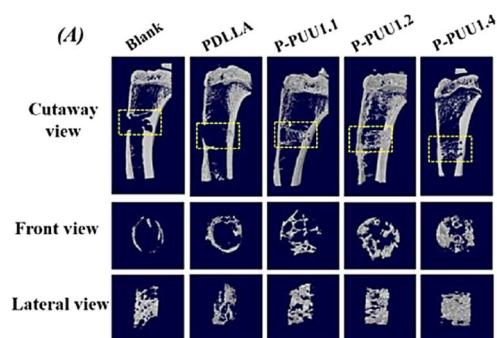 (A)
Blank
PDLLA
P-PUU1.1
P-PUU1.2
P-PUU1.4
Cutaway
view
Front view
Lateral view